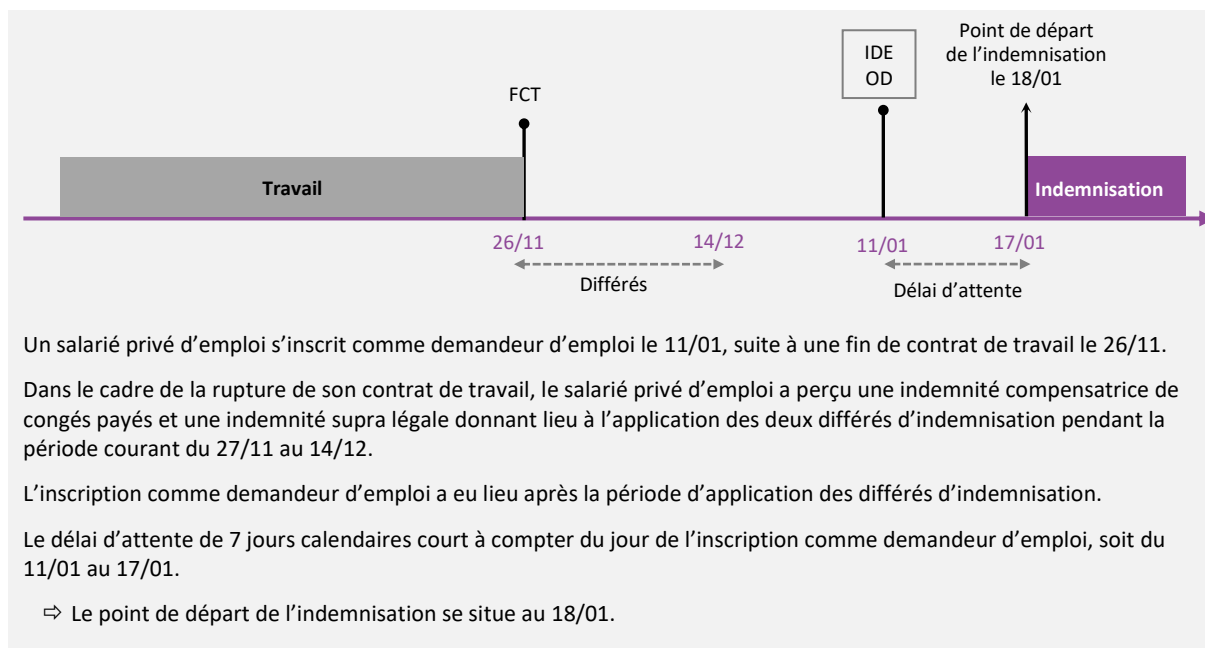 Point de départ
de l’indemnisation
le 18/01
IDE
OD
FCT
Travail
Indemnisation
26/11
14/12
11/01
17/01
Différés
Délai d’attente
Un salarié privé d’emploi s’inscrit comme demandeur d’emploi le 11/01, suite à une fin de contrat de travail le 26/11.
Dans le cadre de la rupture de son contrat de travail, le salarié privé d’emploi a perçu une indemnité compensatrice de
congés payés et une indemnité supra légale donnant lieu à l’application des deux différés d’indemnisation pendant la
période courant du 27/11 au 14/12.
L’inscription comme demandeur d’emploi a eu lieu après la période d’application des différés d’indemnisation.
Le délai d’attente de 7 jours calendaires court à compter du jour de l’inscription comme demandeur d’emploi, soit du
11/01 au 17/01.
⇨ Le point de départ de l’indemnisation se situe au 18/01.